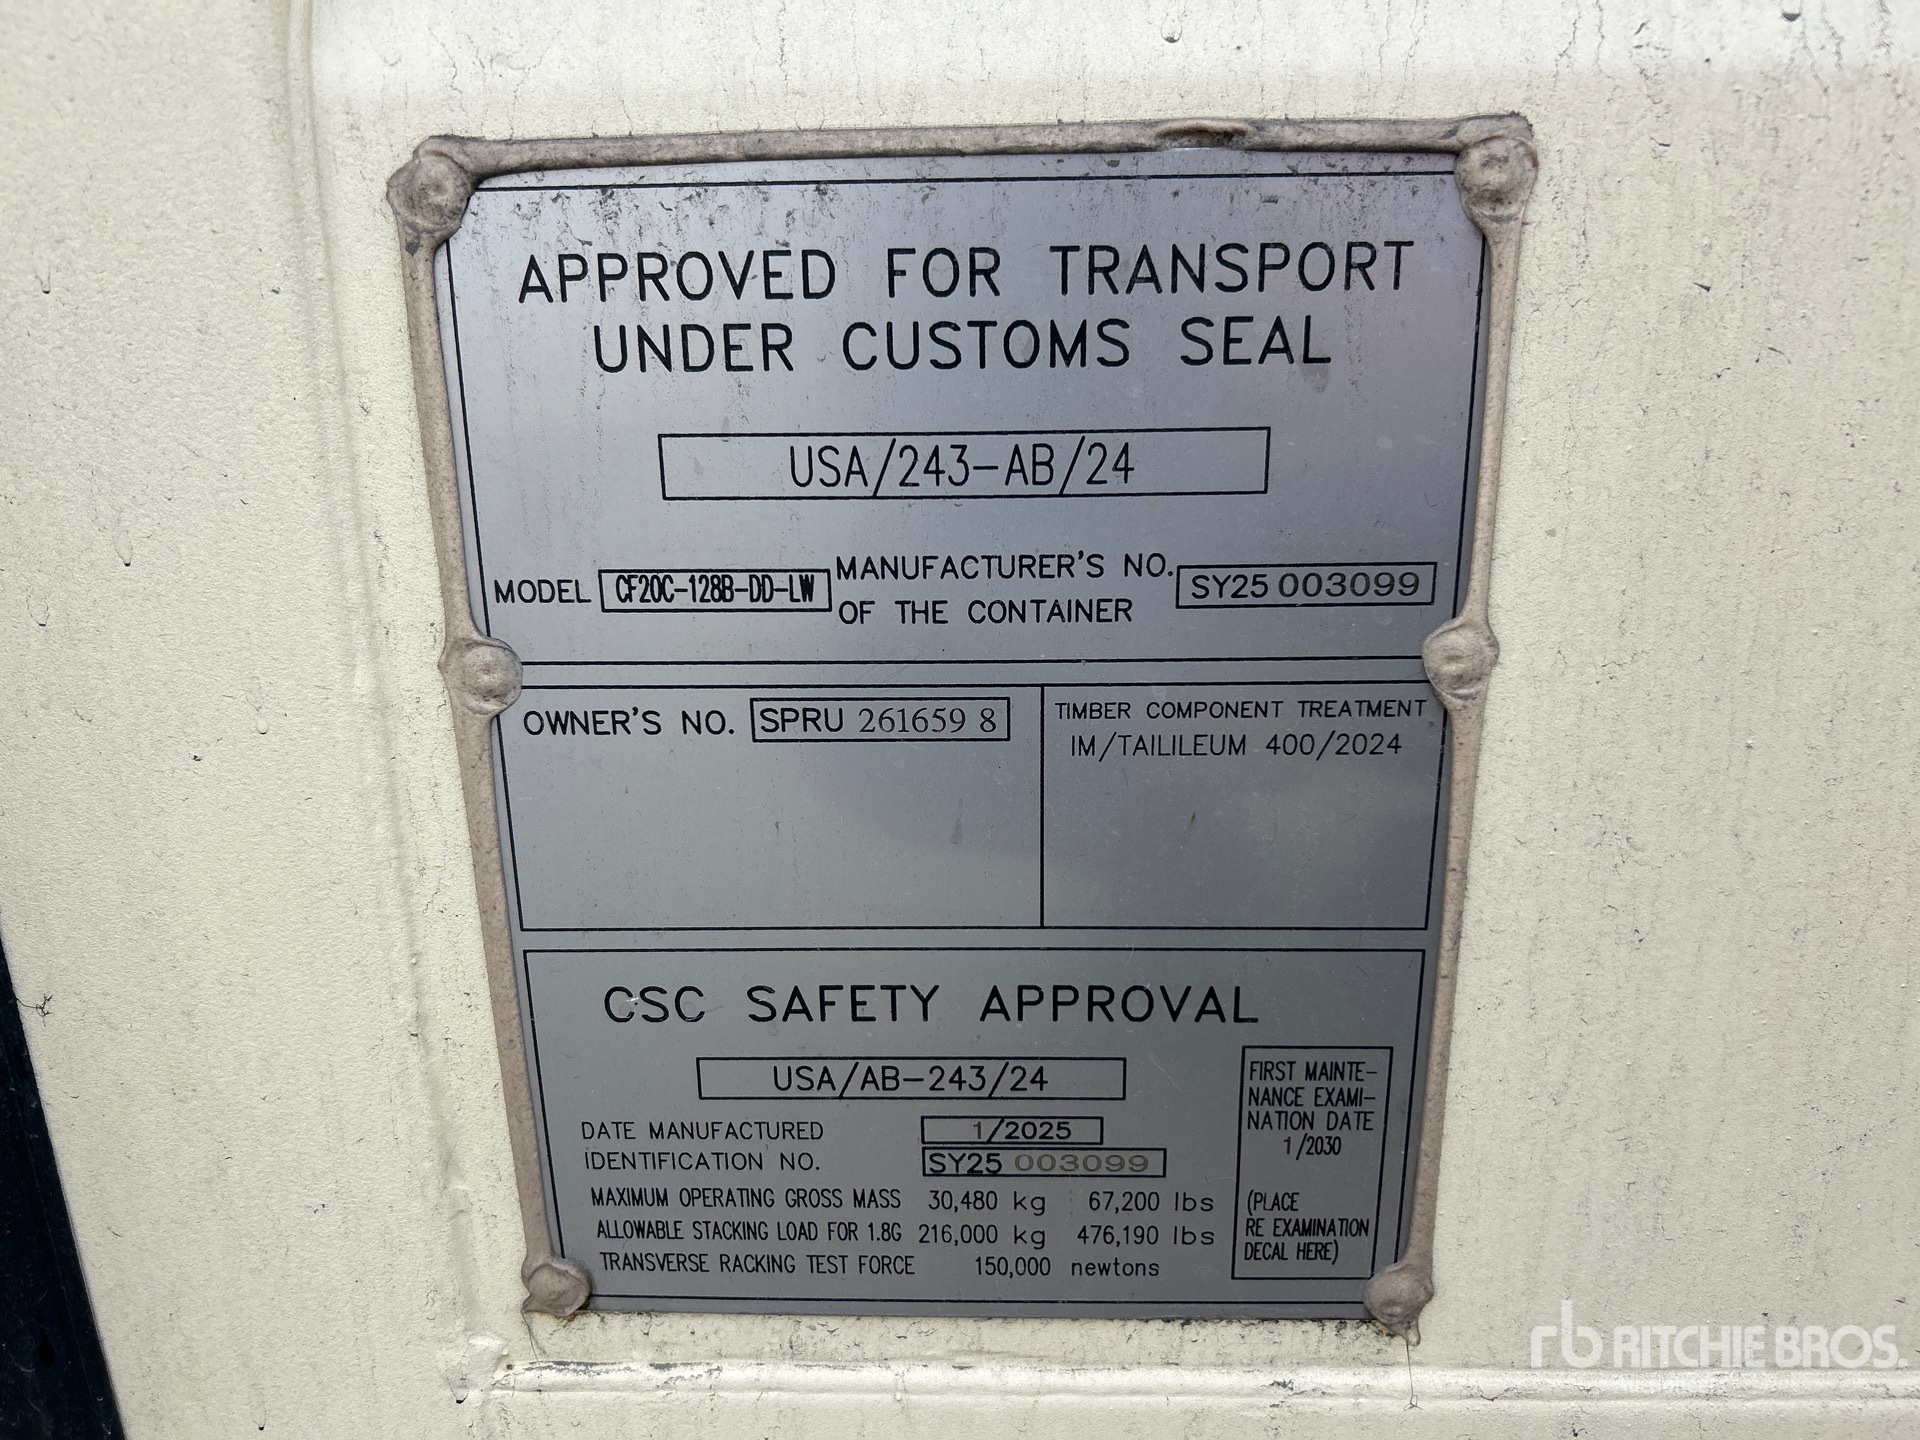 APPROVED FOR TRANSPORT
UNDER CUSTOMS SEAL
USA/243-AB/24
MODEL CF20C-128B-DD-LW MANUFACTURER'S NO. OF THE CONTAINER SY25 003099
OWNER'S NO. SPRU 261659 8
TIMBER COMPONENT TREATMENT
IM/TAILILEUM 400/2024
CSC SAFETY APPROVAL
USA/AB-243/24
DATE MANUFACTURED 1/2025
IDENTIFICATION NO. SY25 003099
MAXIMUM OPERATING GROSS MASS 30,480 kg 67,200 lbs
ALLOWABLE STACKING LOAD FOR 1.8G 216,000 kg 476,190 lbs
TRANSVERSE RACKING TEST FORCE 150,000 newtons
FIRST MAINTE-
NANCE EXAMI-
NATION DATE
1/2030
(PLACE
RE EXAMINATION
DECAL HERE)
rb RITCHIE BROS.